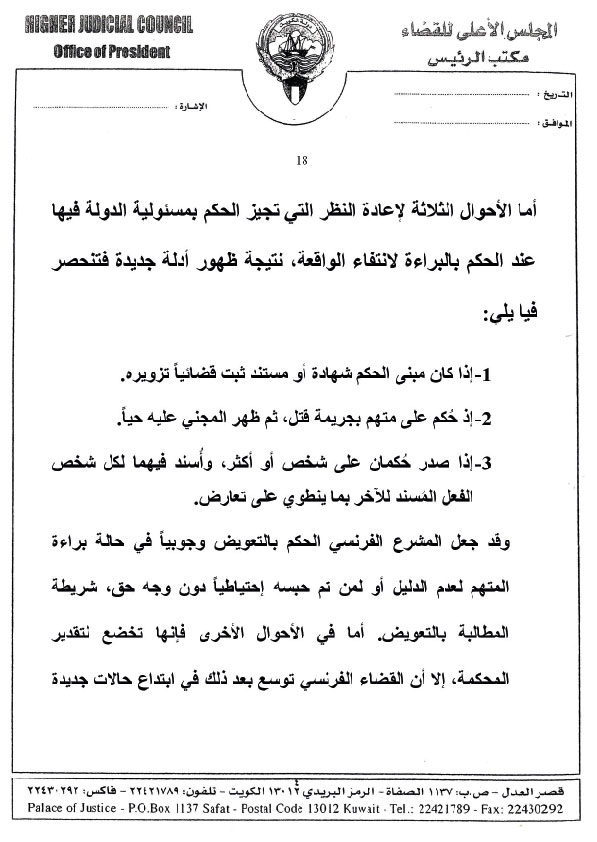 HIGHER JUDICIAL COUNCIL
Office of President
المجلس الأعلى للقضاء
مكتب الرئيس
التاريخ :
الموافق :
الإشارة :
18
أما الأحوال الثلاثة لإعادة النظر التي تجيز الحكم بمسئولية الدولة فيها
عند الحكم بالبراءة لانتفاء الواقعة، نتيجة ظهور أدلة جديدة فتنحصر
فيا يلي:
1-إذا كان مبنى الحكم شهادة أو مستند ثبت قضائياً تزويره.
2-إذ حُكم على متهم بجريمة قتل، ثم ظهر المجني عليه حياً.
3-إذا صدر حُكمان على شخص أو أكثر، وأُسند فيهما لكل شخص
الفعل المُسند للآخر بما ينطوي على تعارض.
وقد جعل المشرع الفرنسي الحكم بالتعويض وجوبياً في حالة براءة
المتهم لعدم الدليل أو لمن تم حبسه إحتياطياً دون وجه حق، شريطة
المطالبة بالتعويض. أما في الأحوال الأخرى فإنها تخضع لتقدير
المحكمة، إلا أن القضاء الفرنسي توسع بعد ذلك في ابتداع حالات جديدة
قصر العدل - ص.ب: ١١٣٧ الصفاة - الرمز البريدي ١٣٠١٢ الكويت - تلفون: ٢٢٤٢١٧٨٩ - فاكس: ٢٢٤٣٠٢٩٢
Palace of Justice - P.O.Box 1137 Safat - Postal Code 13012 Kuwait - Tel.: 22421789 - Fax: 22430292